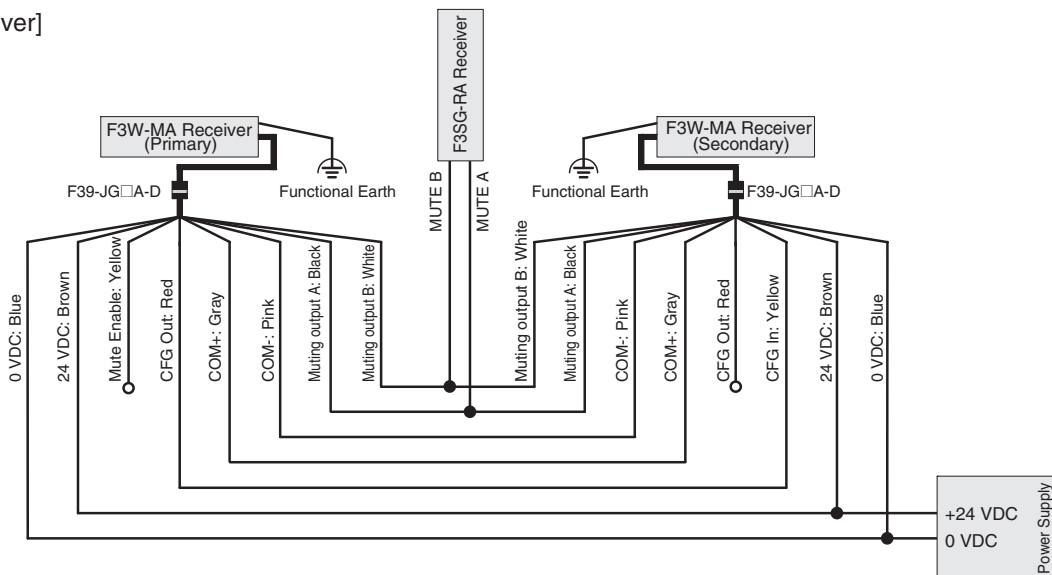 ver]
F3SG-RA Receiver
F3W-MA Receiver
(Primary)
F3W-MA Receiver
(Secondary)
F39-JG□A-D
Functional Earth
MUTE B
MUTE A
Functional Earth
F39-JG□A-D
0 VDC: Blue
24 VDC: Brown
Mute Enable: Yellow
CFG Out: Red
COM+: Gray
COM-: Pink
Muting output A: Black
Muting output B: White
Muting output B: White
Muting output A: Black
COM-: Pink
COM+: Gray
CFG Out: Red
CFG In: Yellow
24 VDC: Brown
0 VDC: Blue
+24 VDC
0 VDC
Power Supply